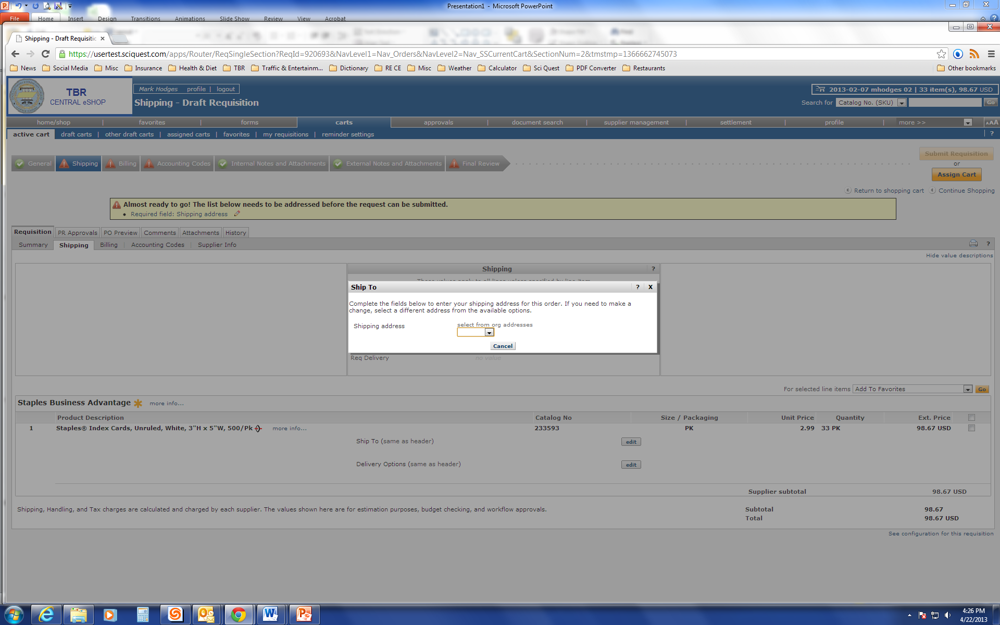 Presentation1 - Microsoft PowerPoint
File Home Insert Design Transitions Animations Slide Show Review View Acrobat
Shipping - Draft Requisitic
https://usertest.sciquest.com/apps/Router/ReqSingleSection?ReqId=920693&NavLevel1=Nav_Orders&NavLevel2=Nav_SSCurrentCart&SectionNum=2&tmstmp=1366662745073
News Social Media Misc Insurance Health & Diet TBR Traffic & Entertainm... Dictionary RE CE Misc Weather Calculator Sci Quest PDF Converter Restaurants Other bookmarks
TBR
CENTRAL eSHOP
Mark Hodges profile | logout
2013-02-07 mhodges 02 | 33 item(s), 98.67 USD
Shipping - Draft Requisition
Search for Catalog No. (SKU) Go
home/shop | favorites | forms carts approvals | document search | supplier management | settlement | profile | more >> AAA
active cart draft carts | other draft carts | assigned carts | favorites | my requisitions | reminder settings | ?
General Shipping Billing Accounting Codes Internal Notes and Attachments External Notes and Attachments Final Review
Submit Requisition
or
Assign Cart
Return to shopping cart Continue Shopping
Almost ready to go! The list below needs to be addressed before the request can be submitted.
• Required field: Shipping address
Requisition PR Approvals PO Preview Comments Attachments History
Summary Shipping Billing | Accounting Codes | Supplier Info ?
Hide value descriptions
Shipping ?
Ship To ? X
Complete the fields below to enter your shipping address for this order. If you need to make a
change, select a different address from the available options.
select from org addresses
Shipping address
Cancel
Req Delivery no value
For selected line items Add To Favorites Go
Staples Business Advantage more info...
Product Description Catalog No Size / Packaging Unit Price Quantity Ext. Price
1 Staples® Index Cards, Unruled, White, 3"H x 5"W, 500/Pk more info... 233593 PK 2.99 33 PK 98.67 USD
Ship To (same as header) edit
Delivery Options (same as header) edit
Supplier subtotal 98.67 USD
Shipping, Handling, and Tax charges are calculated and charged by each supplier. The values shown here are for estimation purposes, budget checking, and workflow approvals.
Subtotal 98.67
Total 98.67 USD
See configuration for this requisition
4:26 PM
4/22/2013